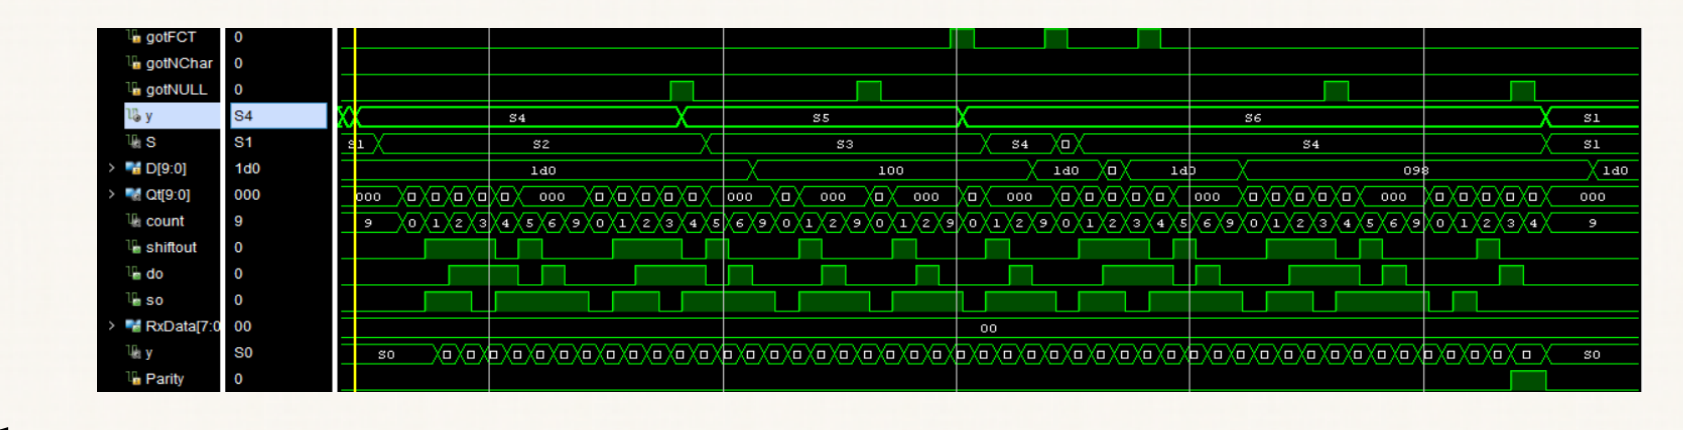 gotFCT 0
gotNChar 0
gotNULL 0
y S4 S4 S5 S6 S1
S S1 S1 S2 S3 S4 S4 S1
D[9:0] 1d0 1d0 100 1d0 1d0 098 1d0
Qt[9:0] 000 000 000 000 000 000 000 000 000 000
count 9 9 0 1 2 3 4 5 6 9 0 1 2 3 4 5 6 9 0 1 2 9 0 1 2 9 0 1 2 9 0 1 2 3 4 5 6 9 0 1 2 3 4 5 6 9 0 1 2 3 4 9
shiftout 0
do 0
so 0
RxData[7:0 00 00
y S0 S0 S0
Parity 0